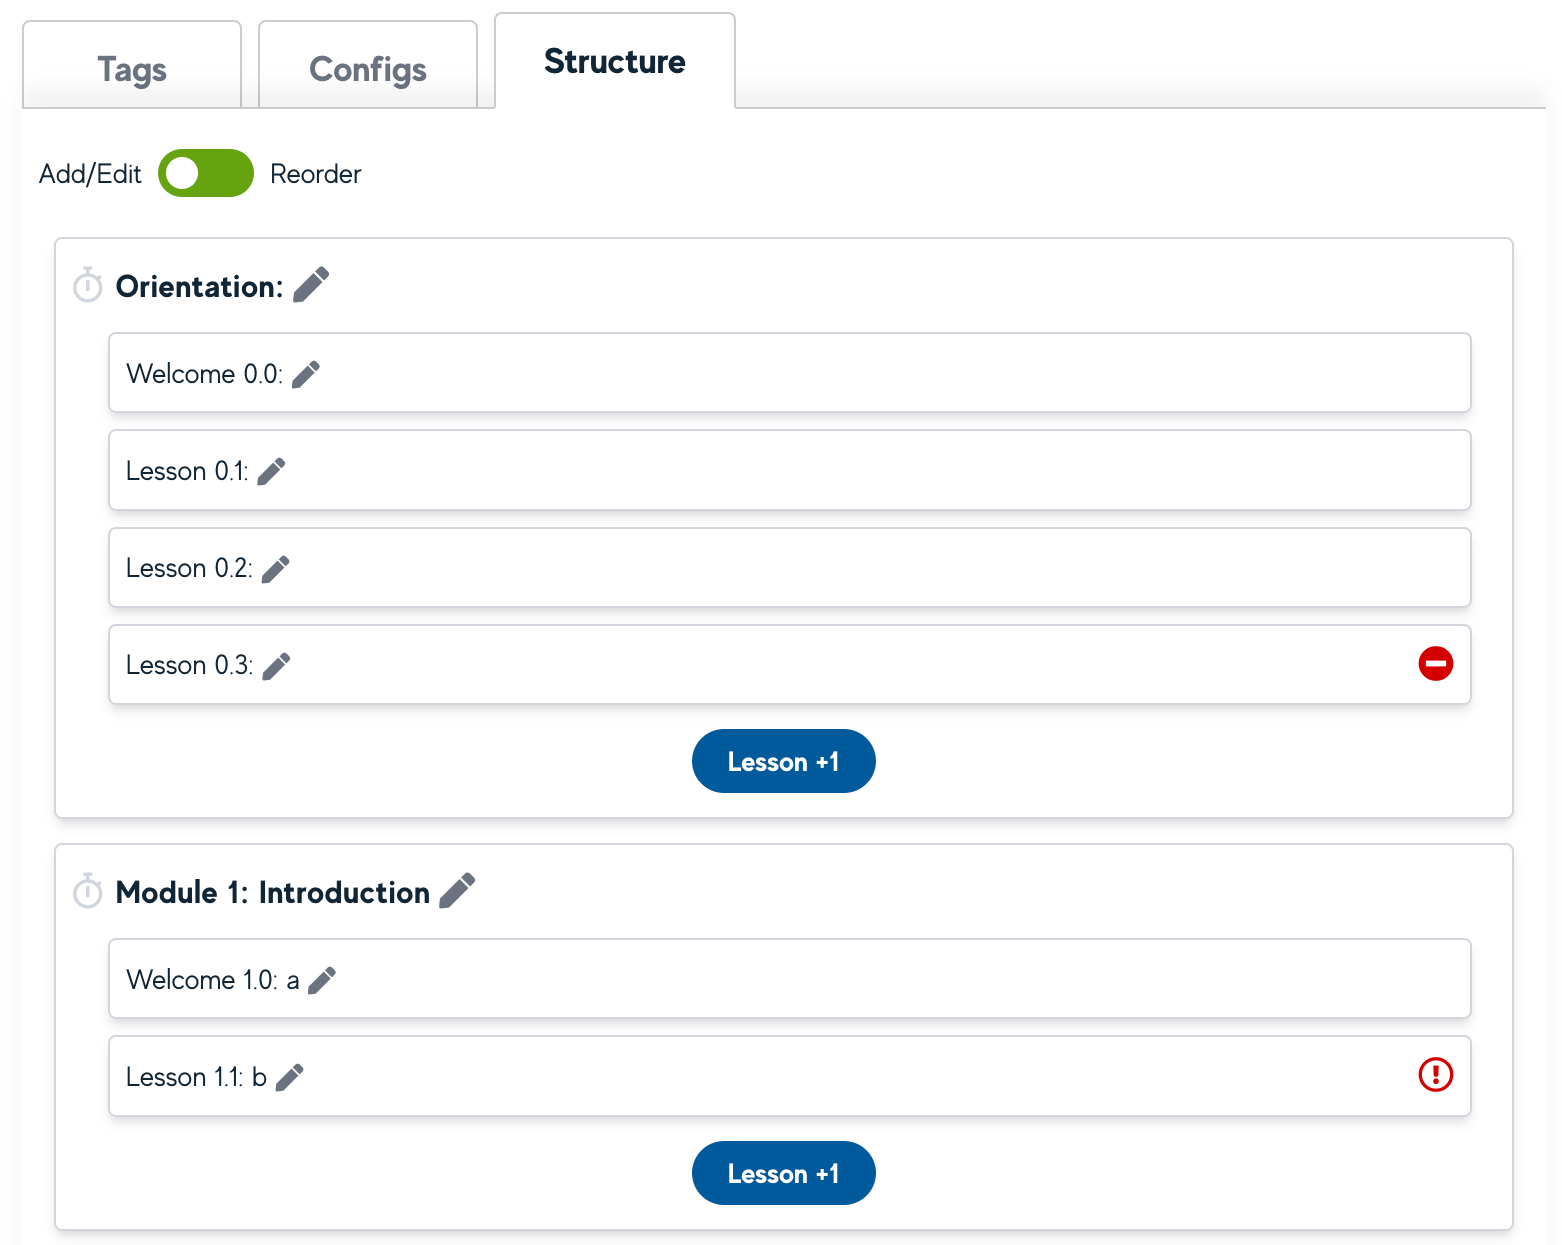 Tags
Configs
Structure
Add/Edit
Reorder
Orientation:
Welcome 0.0:
Lesson 0.1:
Lesson 0.2:
Lesson 0.3:
Lesson +1
Module 1: Introduction
Welcome 1.0: a
Lesson 1.1: b
Lesson +1